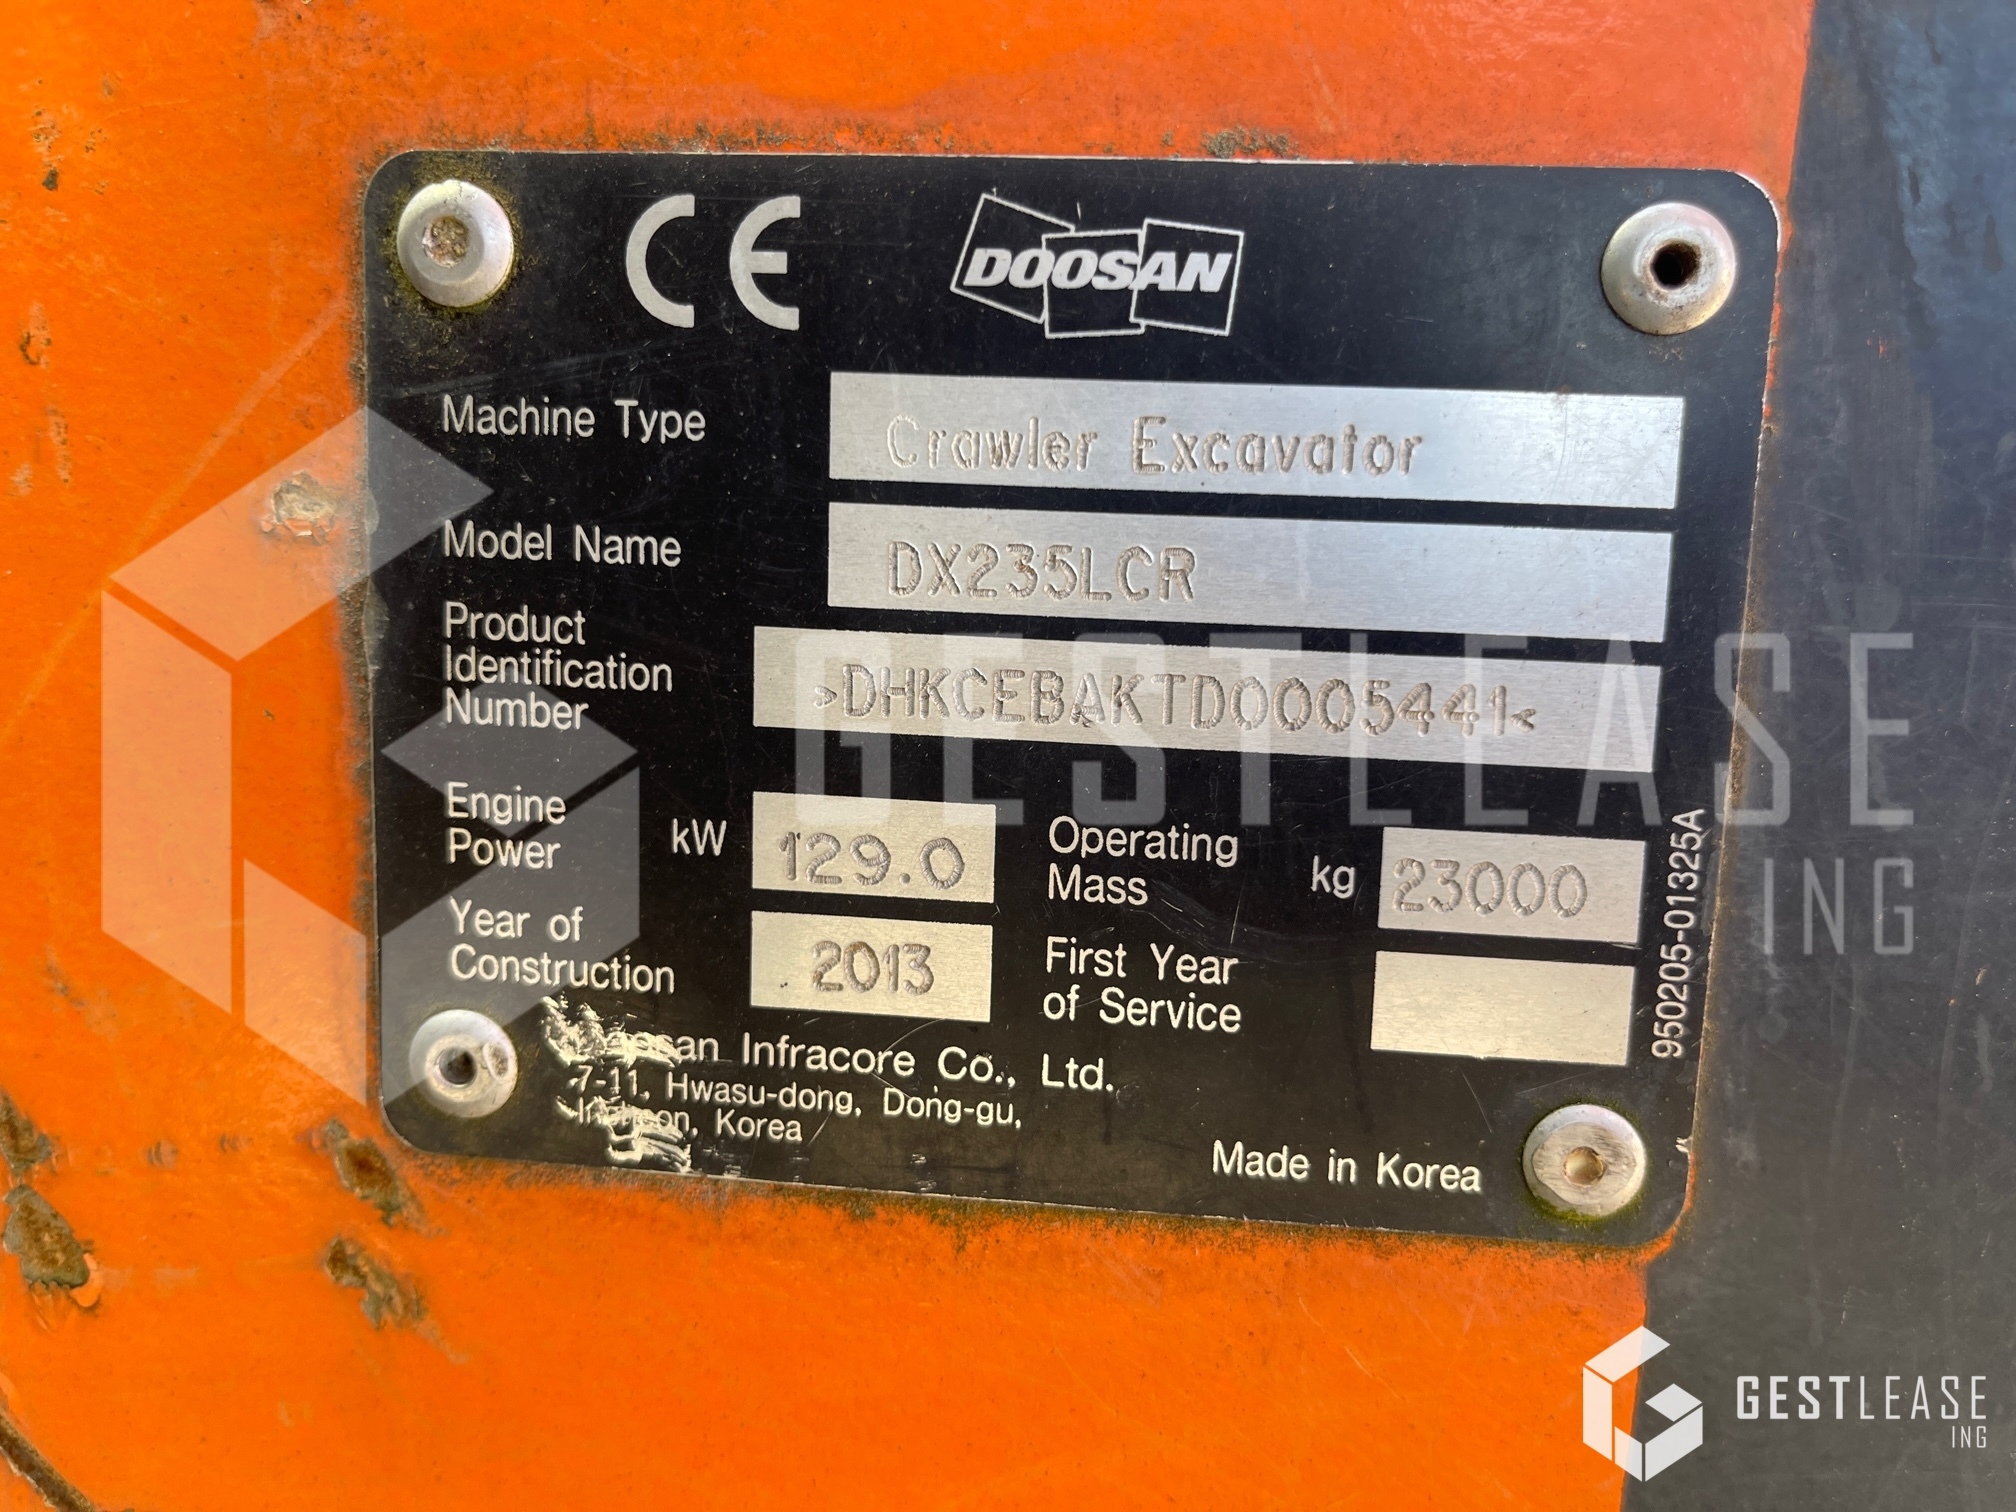 CE DOOSAN
Machine Type Crawler Excavator
Model Name DX235LCR
Product
Identification
Number
>DHKCEBAKTD0005441<
GESTLEASE
ING
Engine
Power
kW 129.0
Operating
Mass
kg 23000
Year of
Construction
2013
First Year
of Service
950205-01325A
Infracore Co., Ltd.
7-11, Hwasu-dong, Dong-gu,
Korea
Made in Korea
GESTLEASE
ING